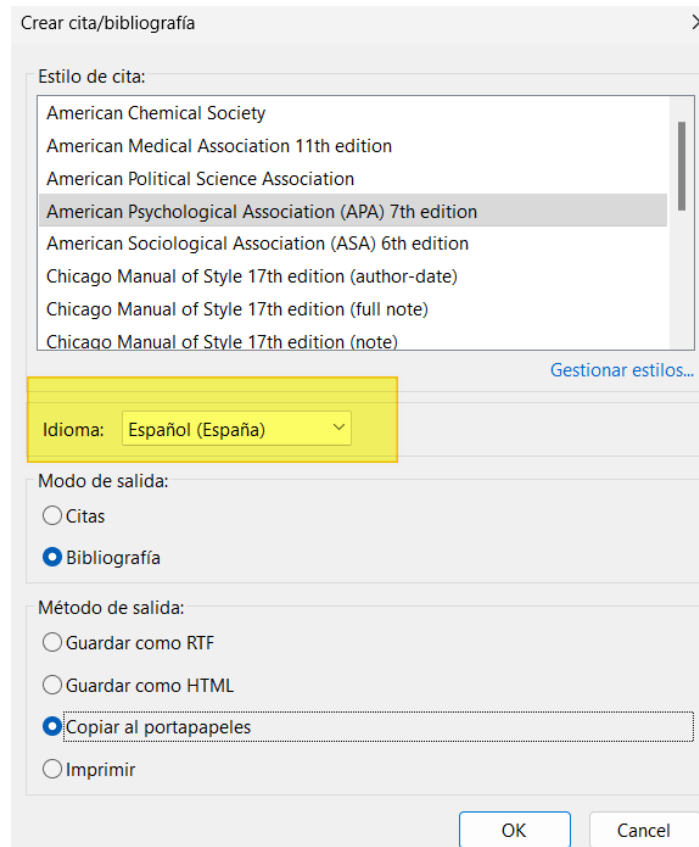 Crear cita/bibliografía
Estilo de cita:
American Chemical Society
American Medical Association 11th edition
American Political Science Association
American Psychological Association (APA) 7th edition
American Sociological Association (ASA) 6th edition
Chicago Manual of Style 17th edition (author-date)
Chicago Manual of Style 17th edition (full note)
Chicago Manual of Style 17th edition (note)
Gestionar estilos...
Idioma: Español (España)
Modo de salida:
Citas
Bibliografía
Método de salida:
Guardar como RTF
Guardar como HTML
Copiar al portapapeles
Imprimir
OK Cancel